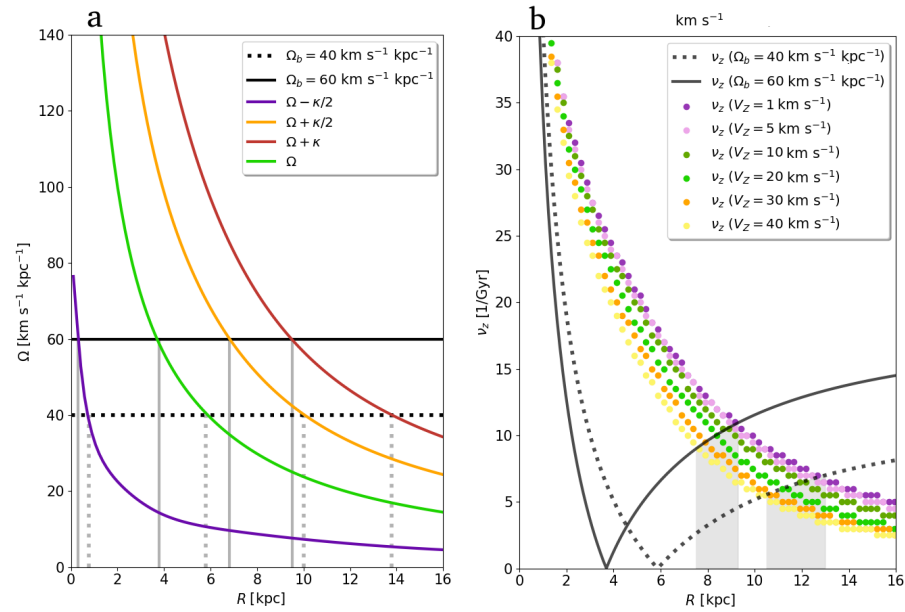 a
140
120
100
80
60
40
20
0
Ω [km s⁻¹ kpc⁻¹]
0 2 4 6 8 10 12 14 16
R [kpc]
Ω_b = 40 km s⁻¹ kpc⁻¹
Ω_b = 60 km s⁻¹ kpc⁻¹
Ω − κ/2
Ω + κ/2
Ω + κ
Ω
b
km s⁻¹
40
35
30
25
20
15
10
5
0
ν_z [1/Gyr]
0 2 4 6 8 10 12 14 16
R [kpc]
ν_z (Ω_b = 40 km s⁻¹ kpc⁻¹)
ν_z (Ω_b = 60 km s⁻¹ kpc⁻¹)
ν_z (V_Z = 1 km s⁻¹)
ν_z (V_Z = 5 km s⁻¹)
ν_z (V_Z = 10 km s⁻¹)
ν_z (V_Z = 20 km s⁻¹)
ν_z (V_Z = 30 km s⁻¹)
ν_z (V_Z = 40 km s⁻¹)